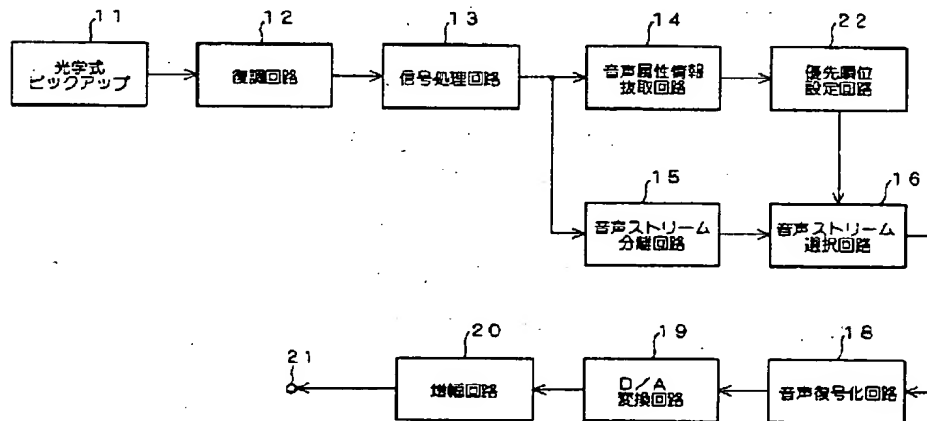 11
12
13
14
22
光学式
ピックアップ
復調回路
信号処理回路
音声属性情報
抜取回路
優先順位
設定回路
15
16
音声ストリーム
分離回路
音声ストリーム
選択回路
21
20
19
18
増幅回路
D/A
変換回路
音声復号化回路